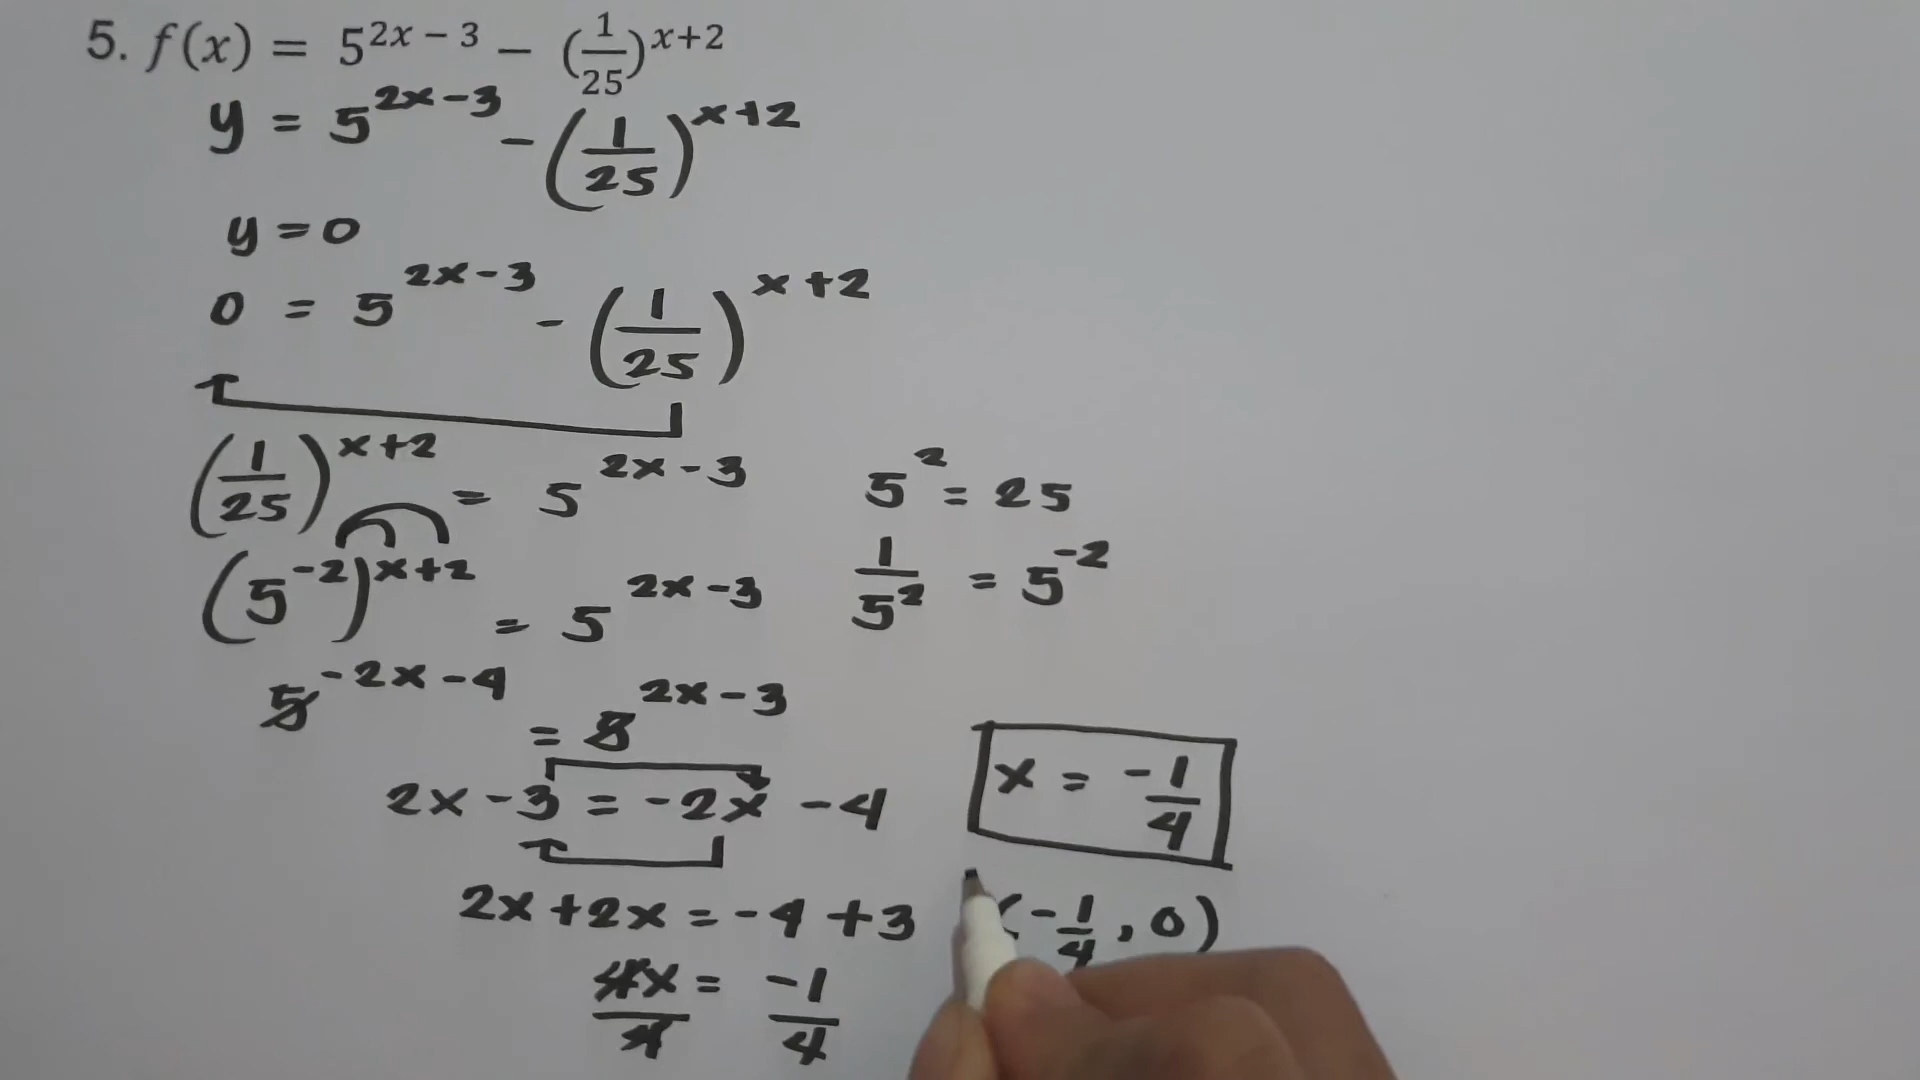 5. f(x) = 5^(2x − 3) − (1/25)^(x+2)
y = 5^(2x−3) − (1/25)^(x+2)
y = 0
0 = 5^(2x−3) − (1/25)^(x+2)
(1/25)^(x+2) = 5^(2x−3)
(5^(−2))^(x+2) = 5^(2x−3)
5^(−2x−4) = 5^(2x−3)
2x − 3 = −2x − 4
2x + 2x = −4 + 3
4x/4 = −1/4
5^2 = 25
1/5^2 = 5^(−2)
x = −1/4
(−1/4, 0)